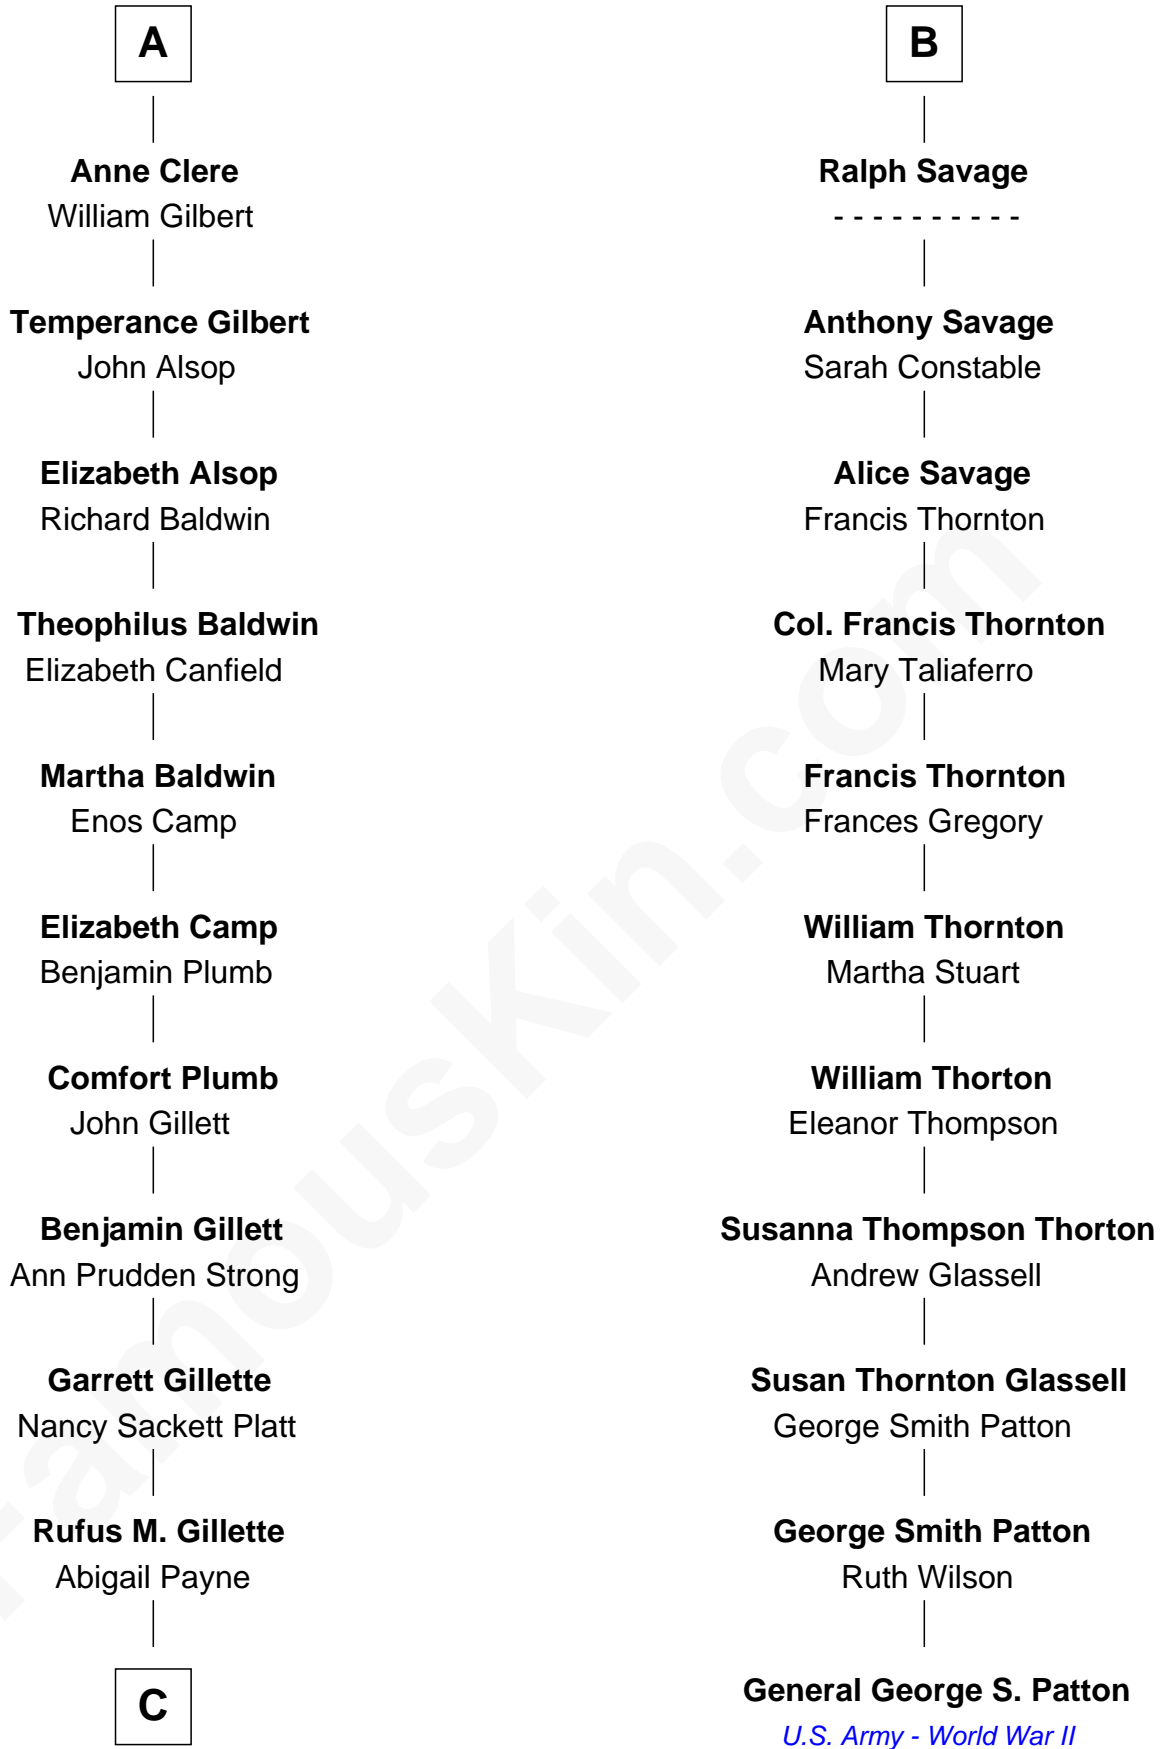 A
Anne Clere
William Gilbert
Temperance Gilbert
John Alsop
Elizabeth Alsop
Richard Baldwin
Theophilus Baldwin
Elizabeth Canfield
Martha Baldwin
Enos Camp
Elizabeth Camp
Benjamin Plumb
Comfort Plumb
John Gillett
Benjamin Gillett
Ann Prudden Strong
Garrett Gillette
Nancy Sackett Platt
Rufus M. Gillette
Abigail Payne
C
B
Ralph Savage
- - - - - - - - - -
Anthony Savage
Sarah Constable
Alice Savage
Francis Thornton
Col. Francis Thornton
Mary Taliaferro
Francis Thornton
Frances Gregory
William Thornton
Martha Stuart
William Thorton
Eleanor Thompson
Susanna Thompson Thorton
Andrew Glassell
Susan Thornton Glassell
George Smith Patton
George Smith Patton
Ruth Wilson
General George S. Patton
U.S. Army - World War II
FamousKin.com